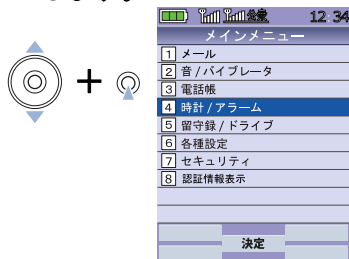 12:34
メインメニュー
1 メール
2 音/バイブレータ
3 電話帳
4 時計/アラーム
5 留守録/ドライブ
6 各種設定
7 セキュリティ
8 認証情報表示
決定